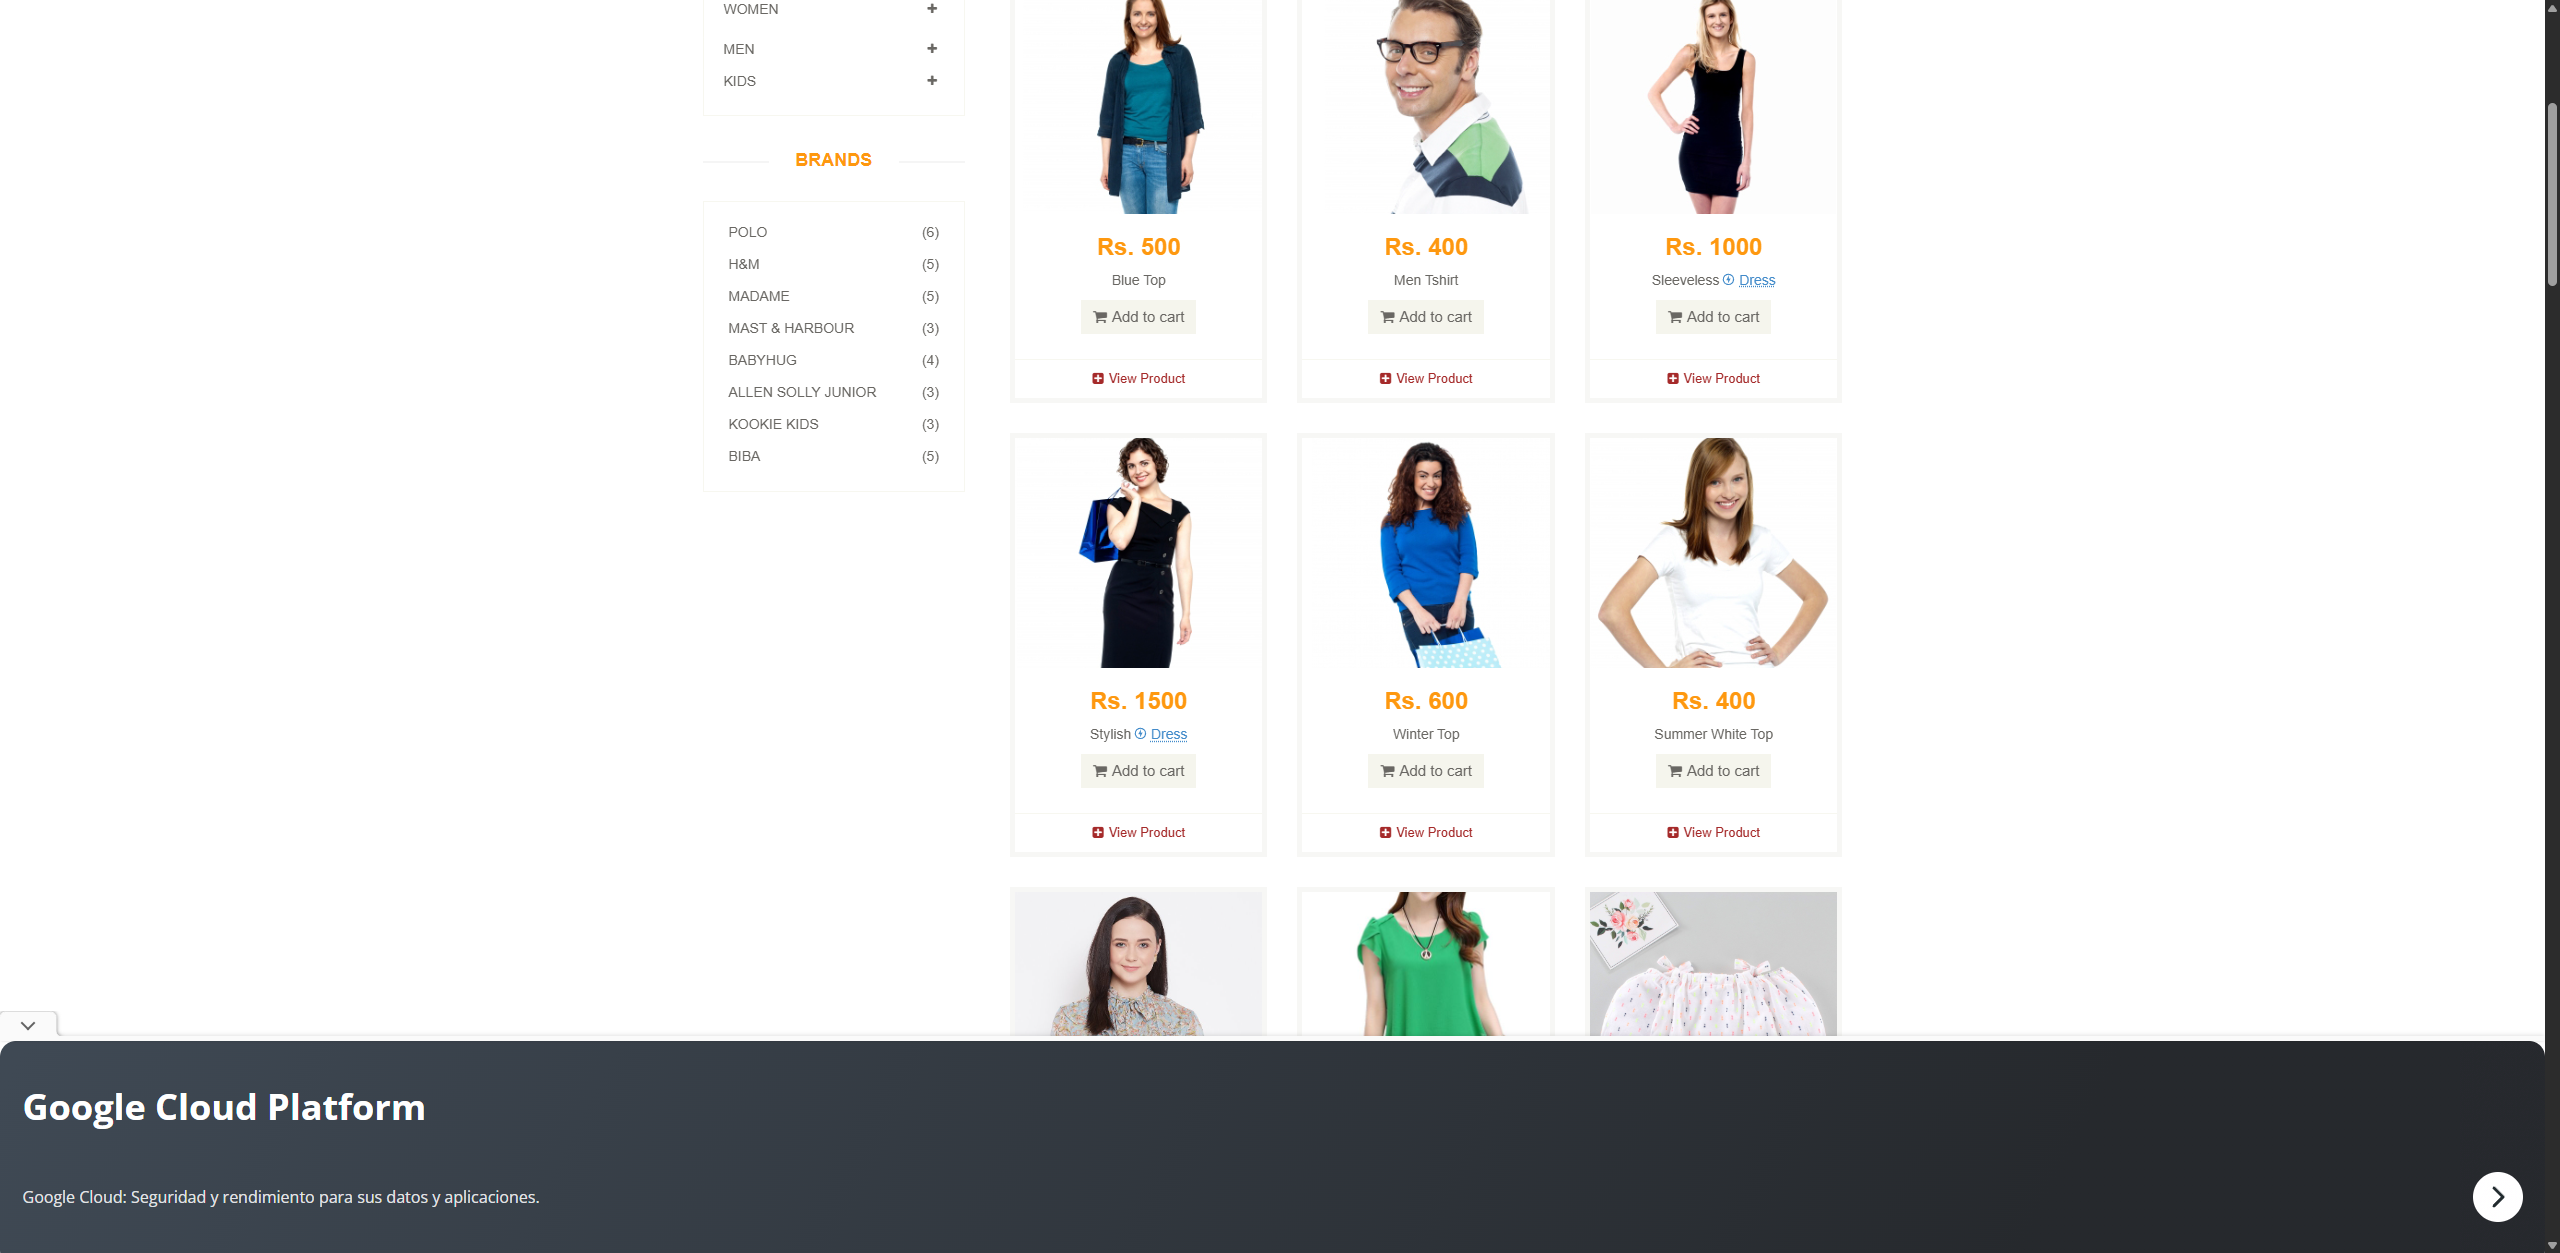 WOMEN
MEN
KIDS
BRANDS
POLO (6)
H&M (5)
MADAME (5)
MAST & HARBOUR (3)
BABYHUG (4)
ALLEN SOLLY JUNIOR (3)
KOOKIE KIDS (3)
BIBA (5)
Rs. 500
Blue Top
Add to cart
View Product
Rs. 400
Men Tshirt
Add to cart
View Product
Rs. 1000
Sleeveless Dress
Add to cart
View Product
Rs. 1500
Stylish Dress
Add to cart
View Product
Rs. 600
Winter Top
Add to cart
View Product
Rs. 400
Summer White Top
Add to cart
View Product
Google Cloud Platform
Google Cloud: Seguridad y rendimiento para sus datos y aplicaciones.